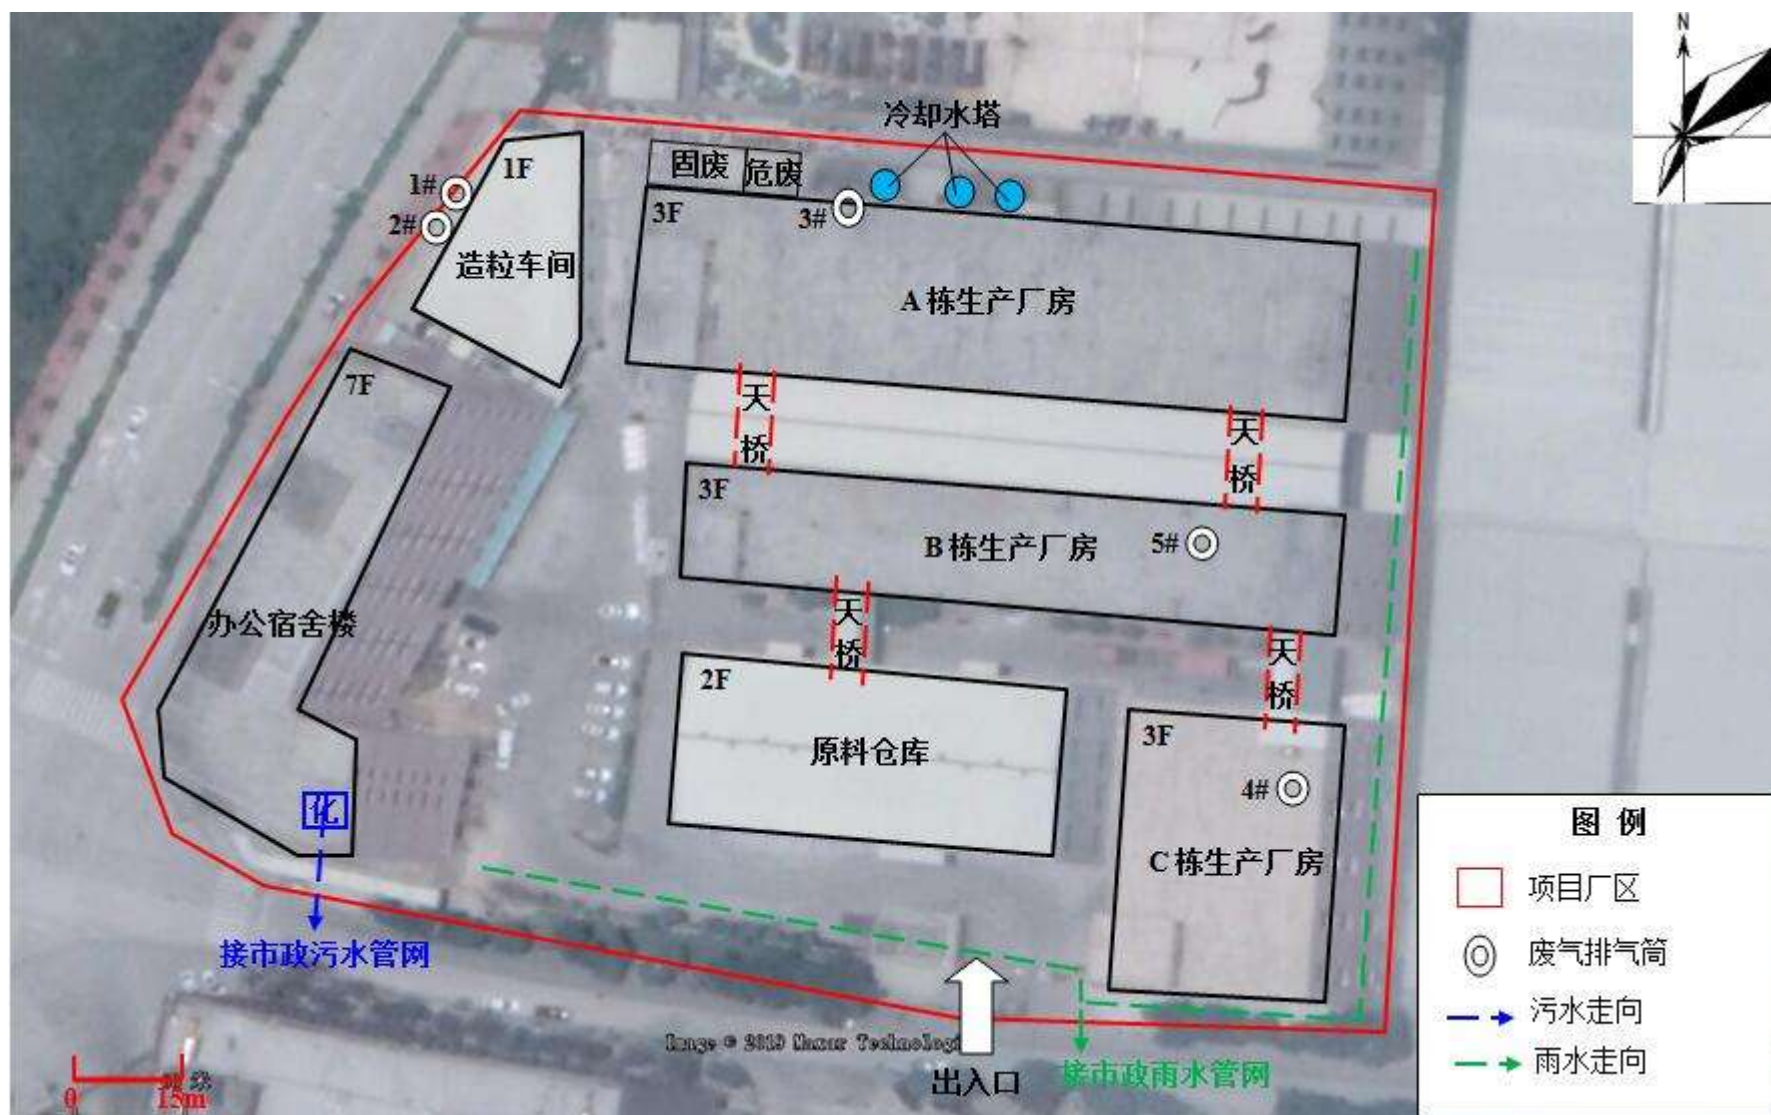 N
冷却水塔
固废
危废
1F
1#
2#
3F
3#
造粒车间
A栋生产厂房
7F
天
桥
天
桥
3F
B栋生产厂房
5#
办公宿舍楼
天
桥
天
桥
2F
3F
原料仓库
4#
化
C栋生产厂房
图 例
项目厂区
废气排气筒
污水走向
雨水走向
接市政污水管网
Image © 2019 Maxar Technologi
出入口
接市政雨水管网
0
15m